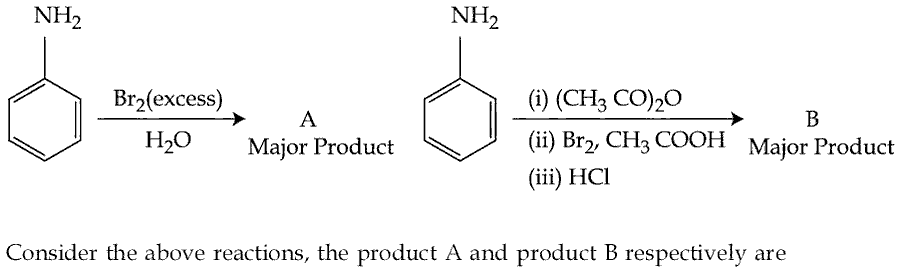 NH₂ NH₂
Br₂(excess)
H₂O
A
Major Product
(i) (CH₃ CO)₂O
(ii) Br₂, CH₃ COOH
(iii) HCl
B
Major Product
Consider the above reactions, the product A and product B respectively are